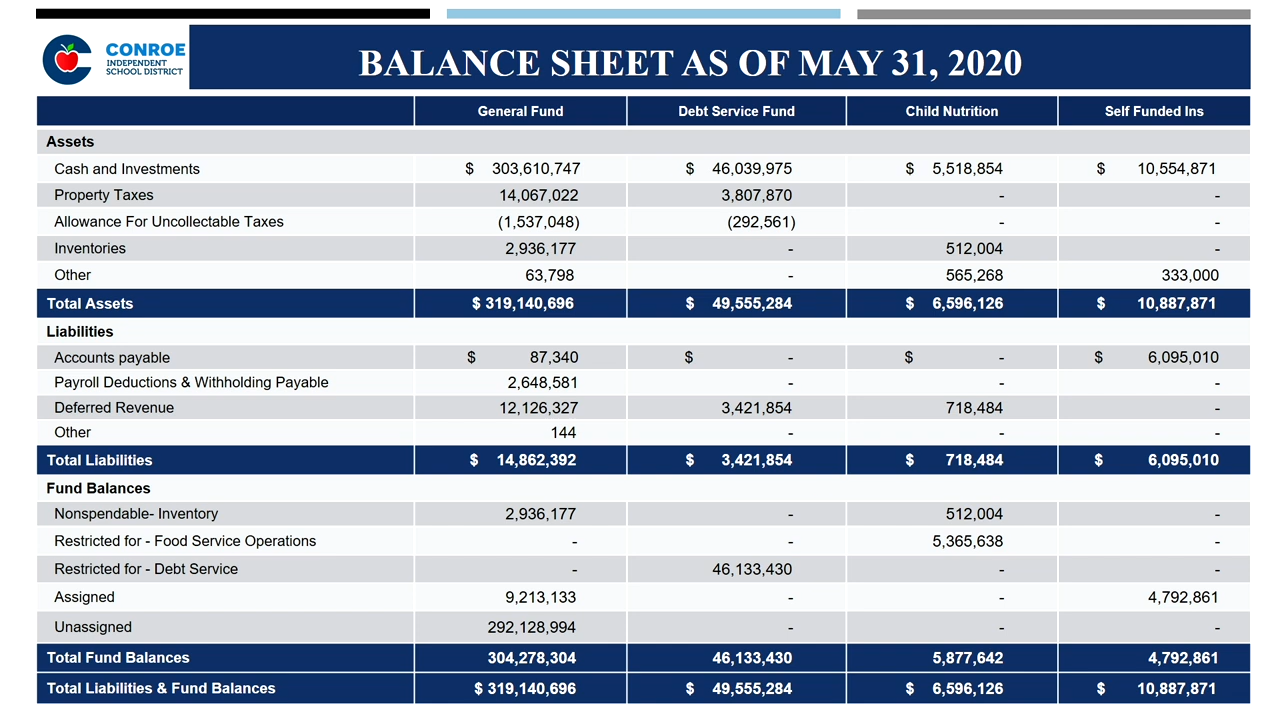 CONROE
INDEPENDENT
SCHOOL DISTRICT
BALANCE SHEET AS OF MAY 31, 2020
General Fund Debt Service Fund Child Nutrition Self Funded Ins
Assets
Cash and Investments $ 303,610,747 $ 46,039,975 $ 5,518,854 $ 10,554,871
Property Taxes 14,067,022 3,807,870 - -
Allowance For Uncollectable Taxes (1,537,048) (292,561) - -
Inventories 2,936,177 - 512,004 -
Other 63,798 - 565,268 333,000
Total Assets $ 319,140,696 $ 49,555,284 $ 6,596,126 $ 10,887,871
Liabilities
Accounts payable $ 87,340 $ - $ - $ 6,095,010
Payroll Deductions & Withholding Payable 2,648,581 - - -
Deferred Revenue 12,126,327 3,421,854 718,484 -
Other 144 - - -
Total Liabilities $ 14,862,392 $ 3,421,854 $ 718,484 $ 6,095,010
Fund Balances
Nonspendable- Inventory 2,936,177 - 512,004 -
Restricted for - Food Service Operations - - 5,365,638 -
Restricted for - Debt Service - 46,133,430 - -
Assigned 9,213,133 - - 4,792,861
Unassigned 292,128,994 - - -
Total Fund Balances 304,278,304 46,133,430 5,877,642 4,792,861
Total Liabilities & Fund Balances $ 319,140,696 $ 49,555,284 $ 6,596,126 $ 10,887,871